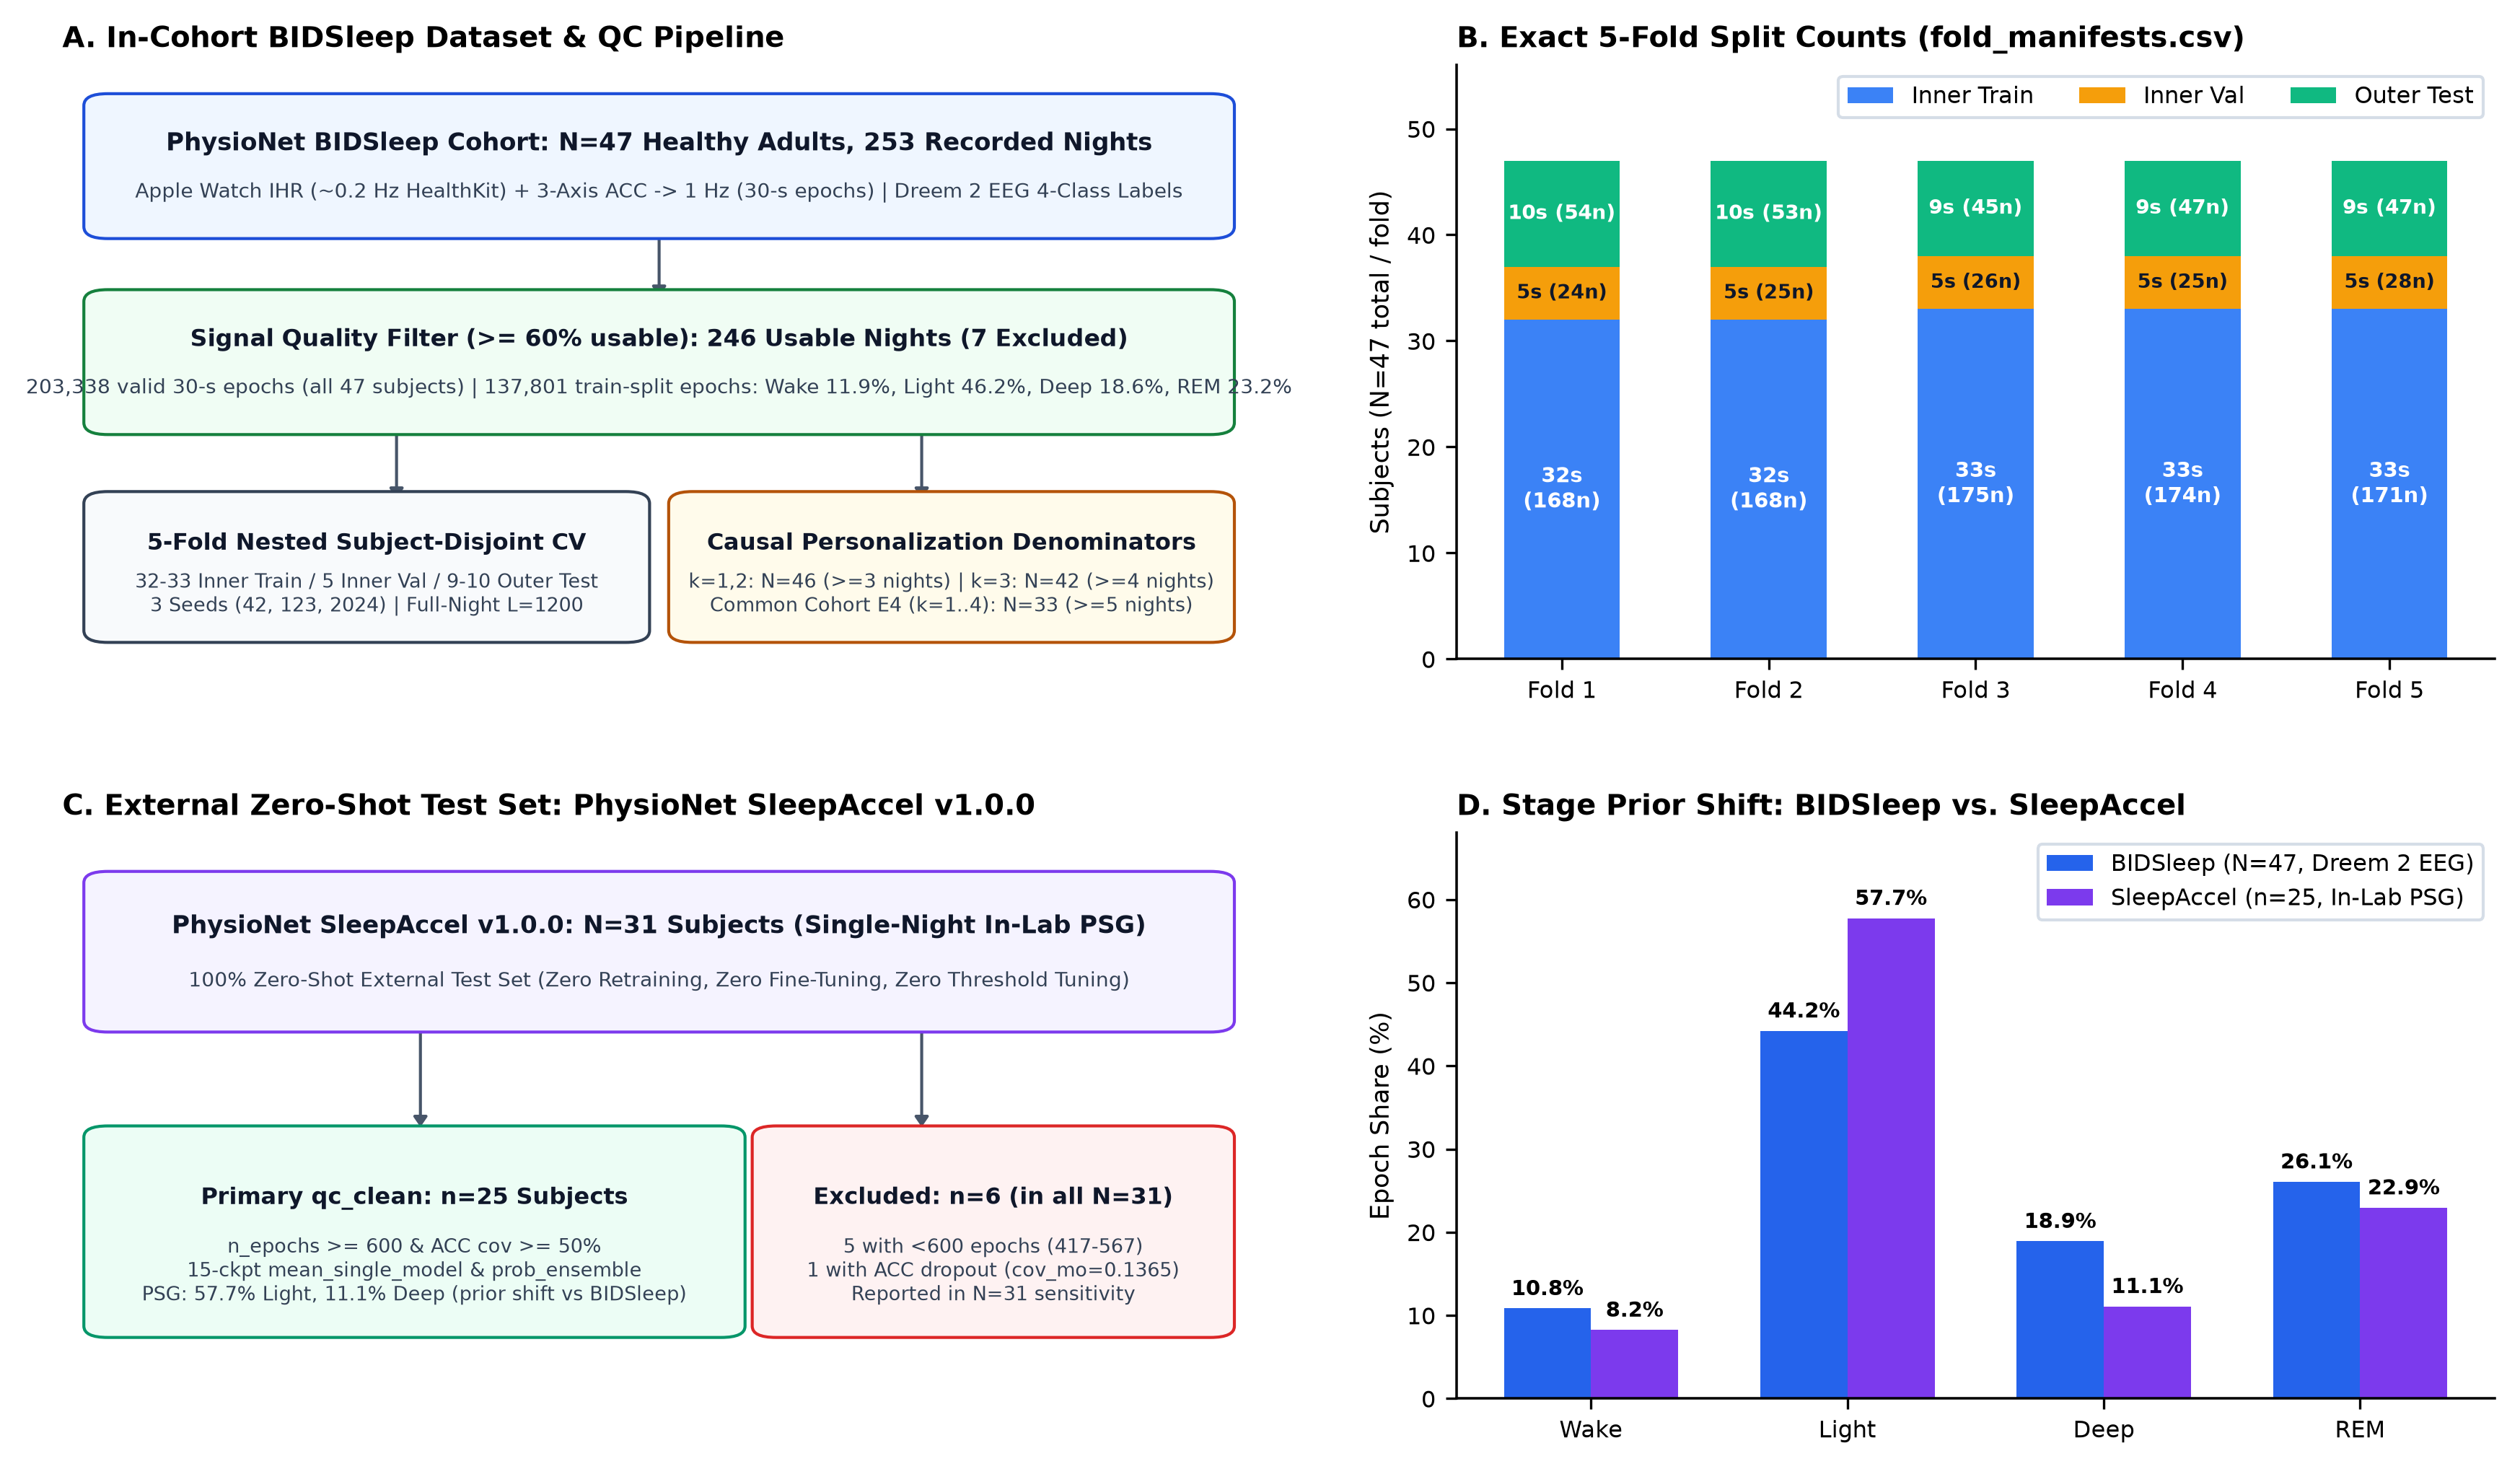 A. In-Cohort BIDSleep Dataset & QC Pipeline
PhysioNet BIDSleep Cohort: N=47 Healthy Adults, 253 Recorded Nights
Apple Watch IHR (~0.2 Hz HealthKit) + 3-Axis ACC -> 1 Hz (30-s epochs) | Dreem 2 EEG 4-Class Labels
Signal Quality Filter (>= 60% usable): 246 Usable Nights (7 Excluded)
203,338 valid 30-s epochs (all 47 subjects) | 137,801 train-split epochs: Wake 11.9%, Light 46.2%, Deep 18.6%, REM 23.2%
5-Fold Nested Subject-Disjoint CV
32-33 Inner Train / 5 Inner Val / 9-10 Outer Test
3 Seeds (42, 123, 2024) | Full-Night L=1200
Causal Personalization Denominators
k=1,2: N=46 (>=3 nights) | k=3: N=42 (>=4 nights)
Common Cohort E4 (k=1..4): N=33 (>=5 nights)
B. Exact 5-Fold Split Counts (fold_manifests.csv)
Inner Train
Inner Val
Outer Test
Subjects (N=47 total / fold)
50
40
30
20
10
0
10s (54n)
10s (53n)
9s (45n)
9s (47n)
9s (47n)
5s (24n)
5s (25n)
5s (26n)
5s (25n)
5s (28n)
32s
(168n)
32s
(168n)
33s
(175n)
33s
(174n)
33s
(171n)
Fold 1
Fold 2
Fold 3
Fold 4
Fold 5
C. External Zero-Shot Test Set: PhysioNet SleepAccel v1.0.0
PhysioNet SleepAccel v1.0.0: N=31 Subjects (Single-Night In-Lab PSG)
100% Zero-Shot External Test Set (Zero Retraining, Zero Fine-Tuning, Zero Threshold Tuning)
Primary qc_clean: n=25 Subjects
n_epochs >= 600 & ACC cov >= 50%
15-ckpt mean_single_model & prob_ensemble
PSG: 57.7% Light, 11.1% Deep (prior shift vs BIDSleep)
Excluded: n=6 (in all N=31)
5 with <600 epochs (417-567)
1 with ACC dropout (cov_mo=0.1365)
Reported in N=31 sensitivity
D. Stage Prior Shift: BIDSleep vs. SleepAccel
BIDSleep (N=47, Dreem 2 EEG)
SleepAccel (n=25, In-Lab PSG)
Epoch Share (%)
60
50
40
30
20
10
0
10.8%
8.2%
44.2%
57.7%
18.9%
11.1%
26.1%
22.9%
Wake
Light
Deep
REM